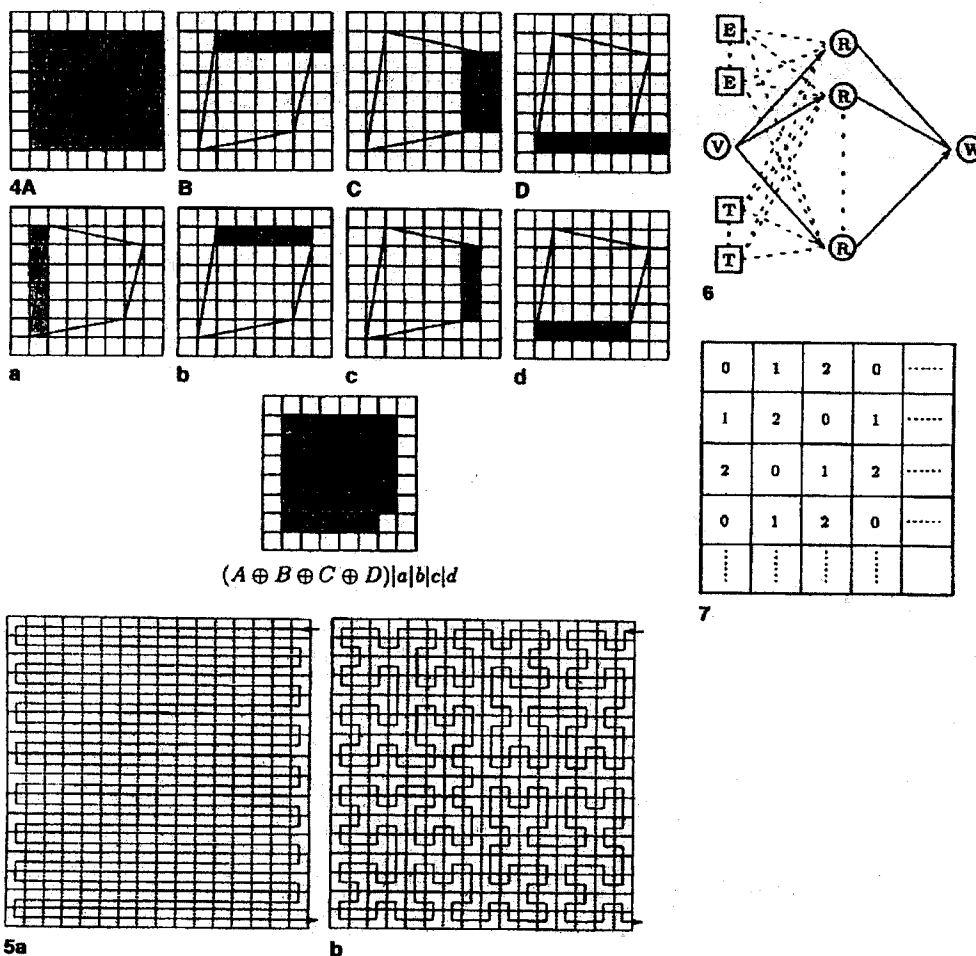 4A
B
C
D
a
b
c
d
(A ⊕ B ⊕ C ⊕ D)|a|b|c|d
5a
b
E
E
V
T
T
R
R
R
W
6
0 1 2 0 ......
1 2 0 1 ......
2 0 1 2 ......
0 1 2 0 ......
7